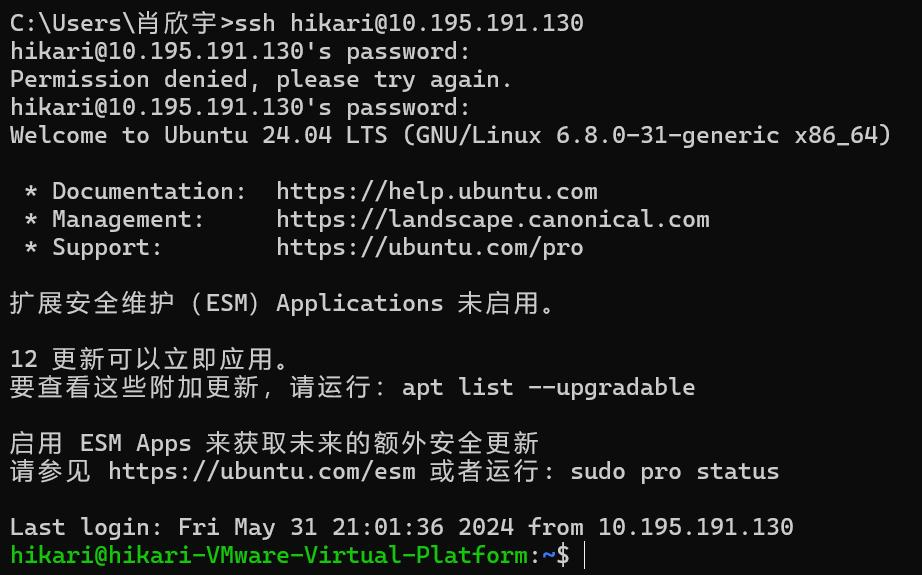 C:\Users\肖欣宇>ssh hikari@10.195.191.130
hikari@10.195.191.130's password:
Permission denied, please try again.
hikari@10.195.191.130's password:
Welcome to Ubuntu 24.04 LTS (GNU/Linux 6.8.0-31-generic x86_64)
* Documentation:  https://help.ubuntu.com
* Management:     https://landscape.canonical.com
* Support:        https://ubuntu.com/pro
扩展安全维护（ESM）Applications 未启用。
12 更新可以立即应用。
要查看这些附加更新，请运行：apt list --upgradable
启用 ESM Apps 来获取未来的额外安全更新
请参见 https://ubuntu.com/esm 或者运行: sudo pro status
Last login: Fri May 31 21:01:36 2024 from 10.195.191.130
hikari@hikari-VMware-Virtual-Platform:~$